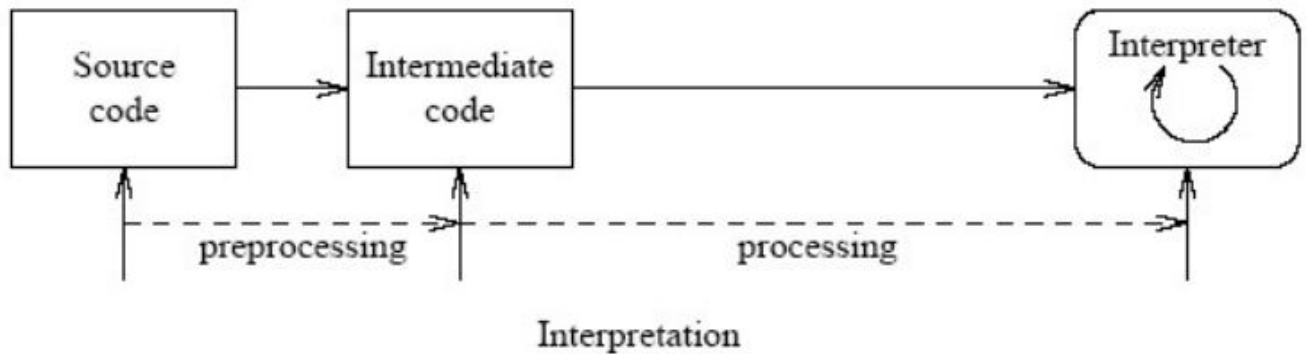 Source
code
Intermediate
code
Interpreter
preprocessing
processing
Interpretation